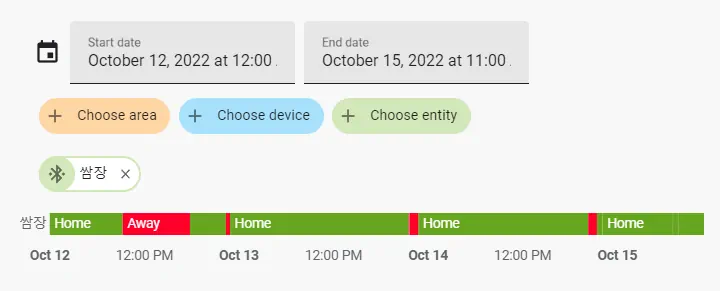 Start date
October 12, 2022 at 12:00
End date
October 15, 2022 at 11:00
Choose area
Choose device
Choose entity
쌈장
쌈장 Home Away Home Home Home
Oct 12 12:00 PM Oct 13 12:00 PM Oct 14 12:00 PM Oct 15